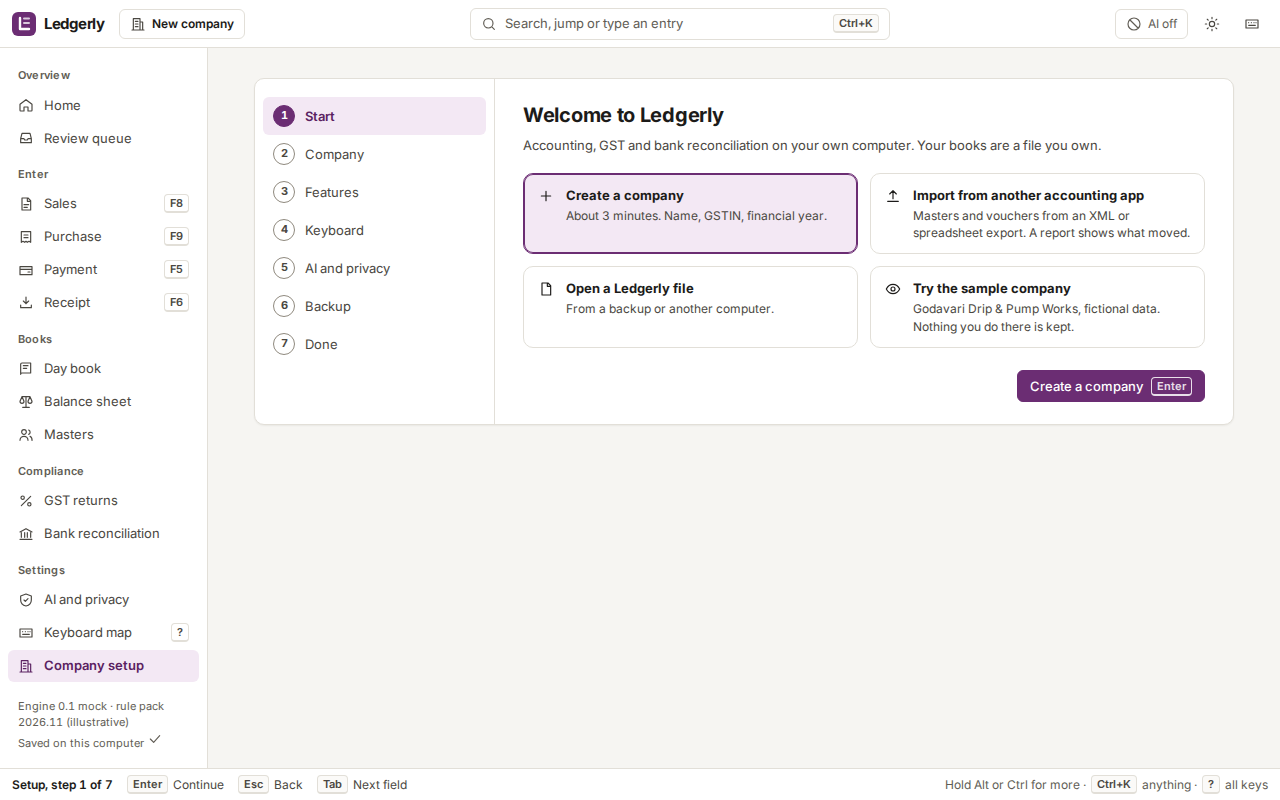 Ledgerly
New company
Search, jump or type an entry
Ctrl+K
AI off
Overview
Home
Review queue
Enter
Sales F8
Purchase F9
Payment F5
Receipt F6
Books
Day book
Balance sheet
Masters
Compliance
GST returns
Bank reconciliation
Settings
AI and privacy
Keyboard map ?
Company setup
Engine 0.1 mock · rule pack
2026.11 (illustrative)
Saved on this computer
1 Start
2 Company
3 Features
4 Keyboard
5 AI and privacy
6 Backup
7 Done
Welcome to Ledgerly
Accounting, GST and bank reconciliation on your own computer. Your books are a file you own.
Create a company
About 3 minutes. Name, GSTIN, financial year.
Import from another accounting app
Masters and vouchers from an XML or
spreadsheet export. A report shows what moved.
Open a Ledgerly file
From a backup or another computer.
Try the sample company
Godavari Drip & Pump Works, fictional data.
Nothing you do there is kept.
Create a company Enter
Setup, step 1 of 7 Enter Continue Esc Back Tab Next field
Hold Alt or Ctrl for more · Ctrl+K anything · ? all keys